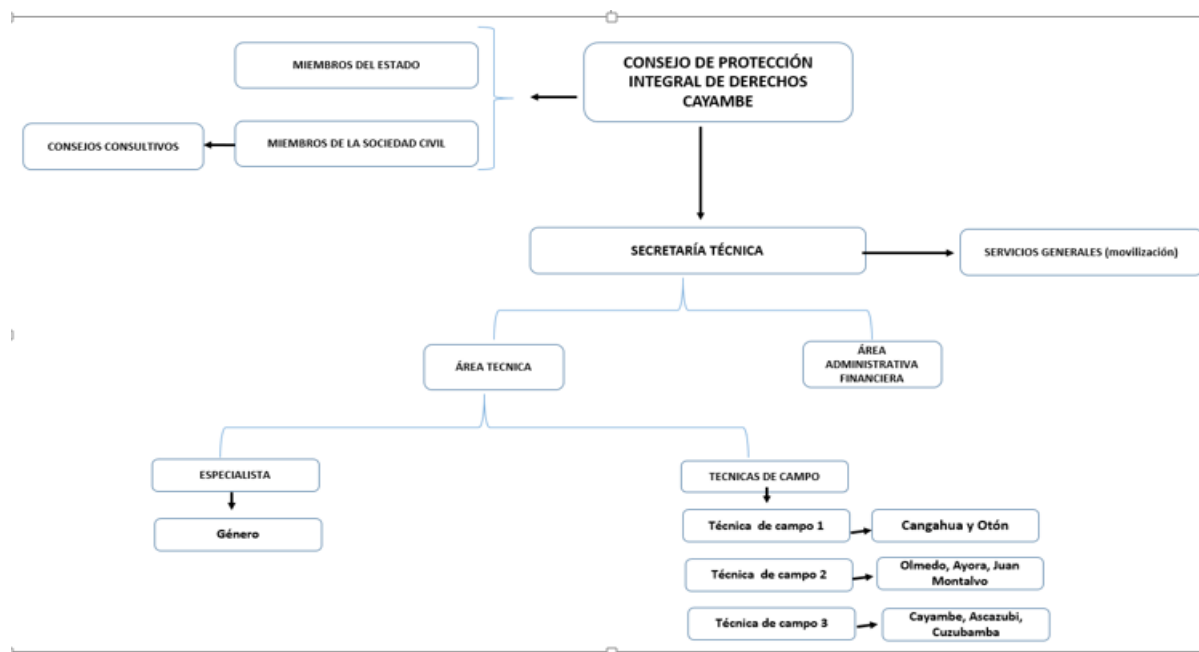 CONSEJO DE PROTECCIÓN
INTEGRAL DE DERECHOS
CAYAMBE
MIEMBROS DEL ESTADO
MIEMBROS DE LA SOCIEDAD CIVIL
CONSEJOS CONSULTIVOS
SECRETARÍA TÉCNICA
SERVICIOS GENERALES (movilización)
ÁREA TECNICA
ÁREA
ADMINISTRATIVA
FINANCIERA
ESPECIALISTA
Género
TECNICAS DE CAMPO
Técnica de campo 1
Cangahua y Otón
Técnica de campo 2
Olmedo, Ayora, Juan
Montalvo
Técnica de campo 3
Cayambe, Ascazubi,
Cuzubamba